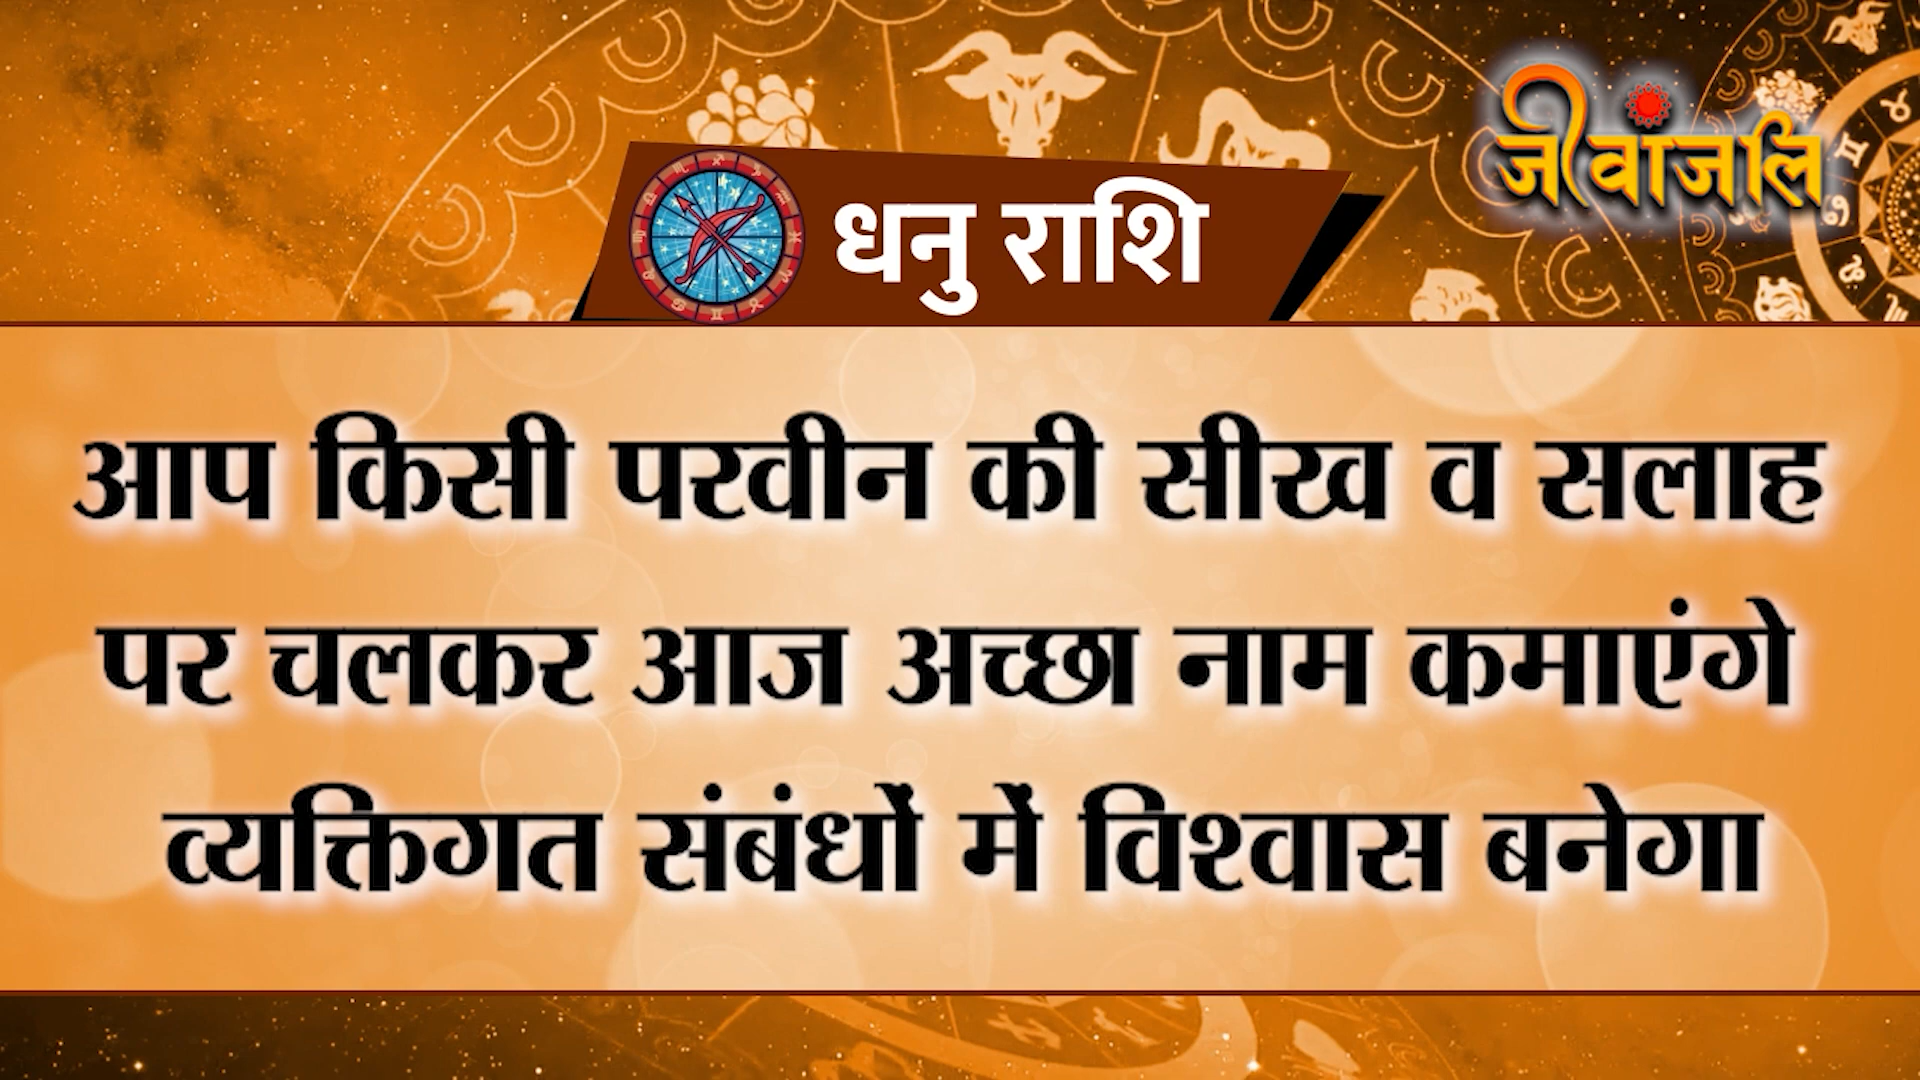 जीवांजलि
धनु राशि
आप किसी परवीन की सीख व सलाह
पर चलकर आज अच्छा नाम कमाएंगे
व्यक्तिगत संबंधों में विश्वास बनेगा